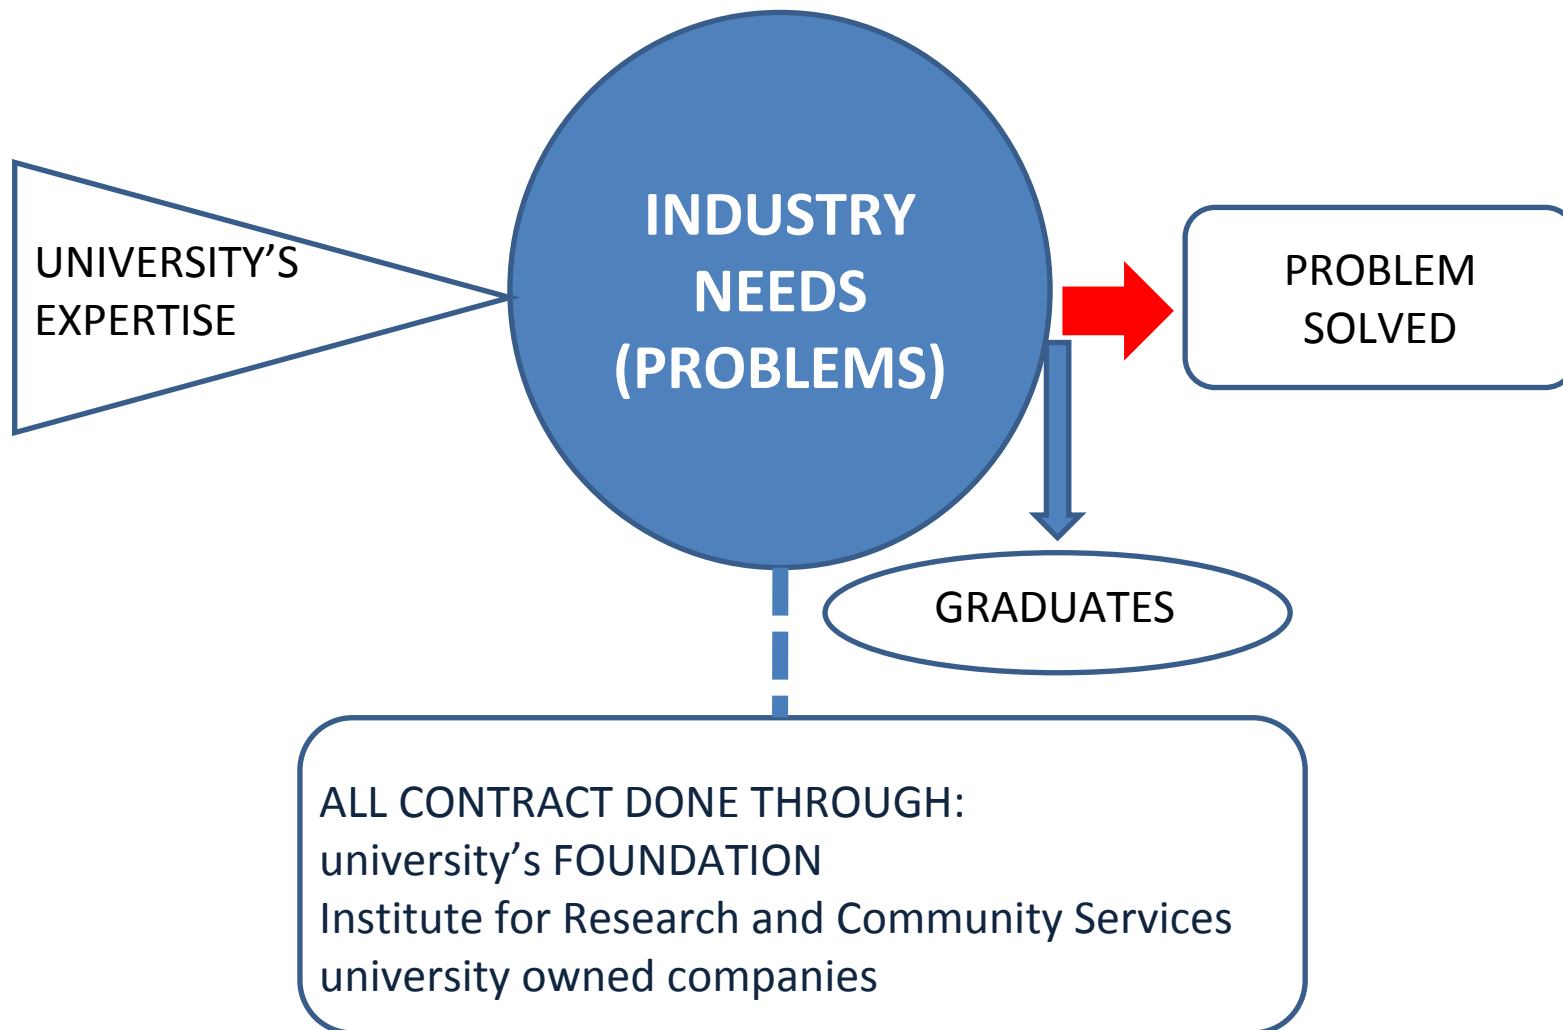 INDUSTRY
NEEDS
(PROBLEMS)
UNIVERSITY’S
EXPERTISE
PROBLEM
SOLVED
GRADUATES
ALL CONTRACT DONE THROUGH:
university’s FOUNDATION
Institute for Research and Community Services
university owned companies